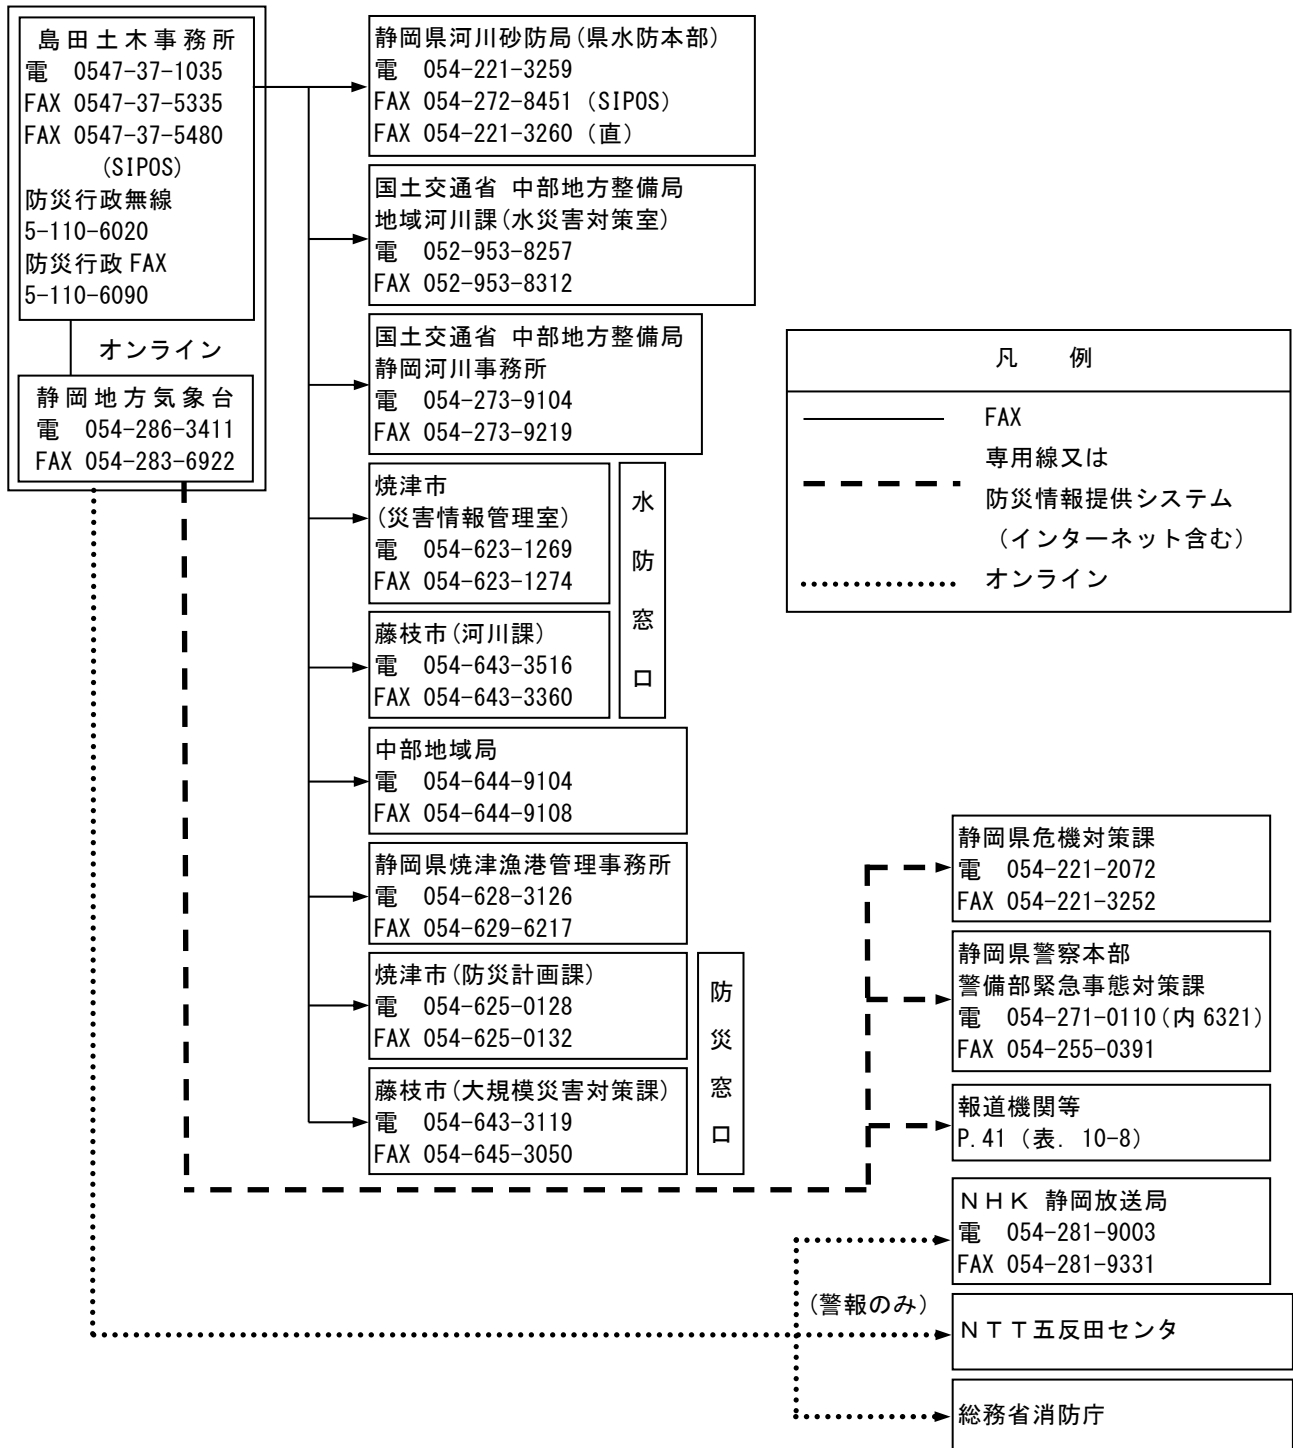 島田土木事務所
電 0547-37-1035
FAX 0547-37-5335
FAX 0547-37-5480
(SIPOS)
防災行政無線
5-110-6020
防災行政 FAX
5-110-6090
オンライン
静岡地方気象台
電 054-286-3411
FAX 054-283-6922
静岡県河川砂防局(県水防本部)
電 054-221-3259
FAX 054-272-8451 (SIPOS)
FAX 054-221-3260 (直)
国土交通省 中部地方整備局
地域河川課(水災害対策室)
電 052-953-8257
FAX 052-953-8312
国土交通省 中部地方整備局
静岡河川事務所
電 054-273-9104
FAX 054-273-9219
焼津市
(災害情報管理室)
電 054-623-1269
FAX 054-623-1274
藤枝市(河川課)
電 054-643-3516
FAX 054-643-3360
水防窓口
中部地域局
電 054-644-9104
FAX 054-644-9108
静岡県焼津漁港管理事務所
電 054-628-3126
FAX 054-629-6217
焼津市(防災計画課)
電 054-625-0128
FAX 054-625-0132
藤枝市(大規模災害対策課)
電 054-643-3119
FAX 054-645-3050
防災窓口
凡 例
FAX
専用線又は
防災情報提供システム
(インターネット含む)
オンライン
静岡県危機対策課
電 054-221-2072
FAX 054-221-3252
静岡県警察本部
警備部緊急事態対策課
電 054-271-0110(内 6321)
FAX 054-255-0391
報道機関等
P.41 (表. 10-8)
ＮＨＫ 静岡放送局
電 054-281-9003
FAX 054-281-9331
(警報のみ)
ＮＴＴ五反田センタ
総務省消防庁